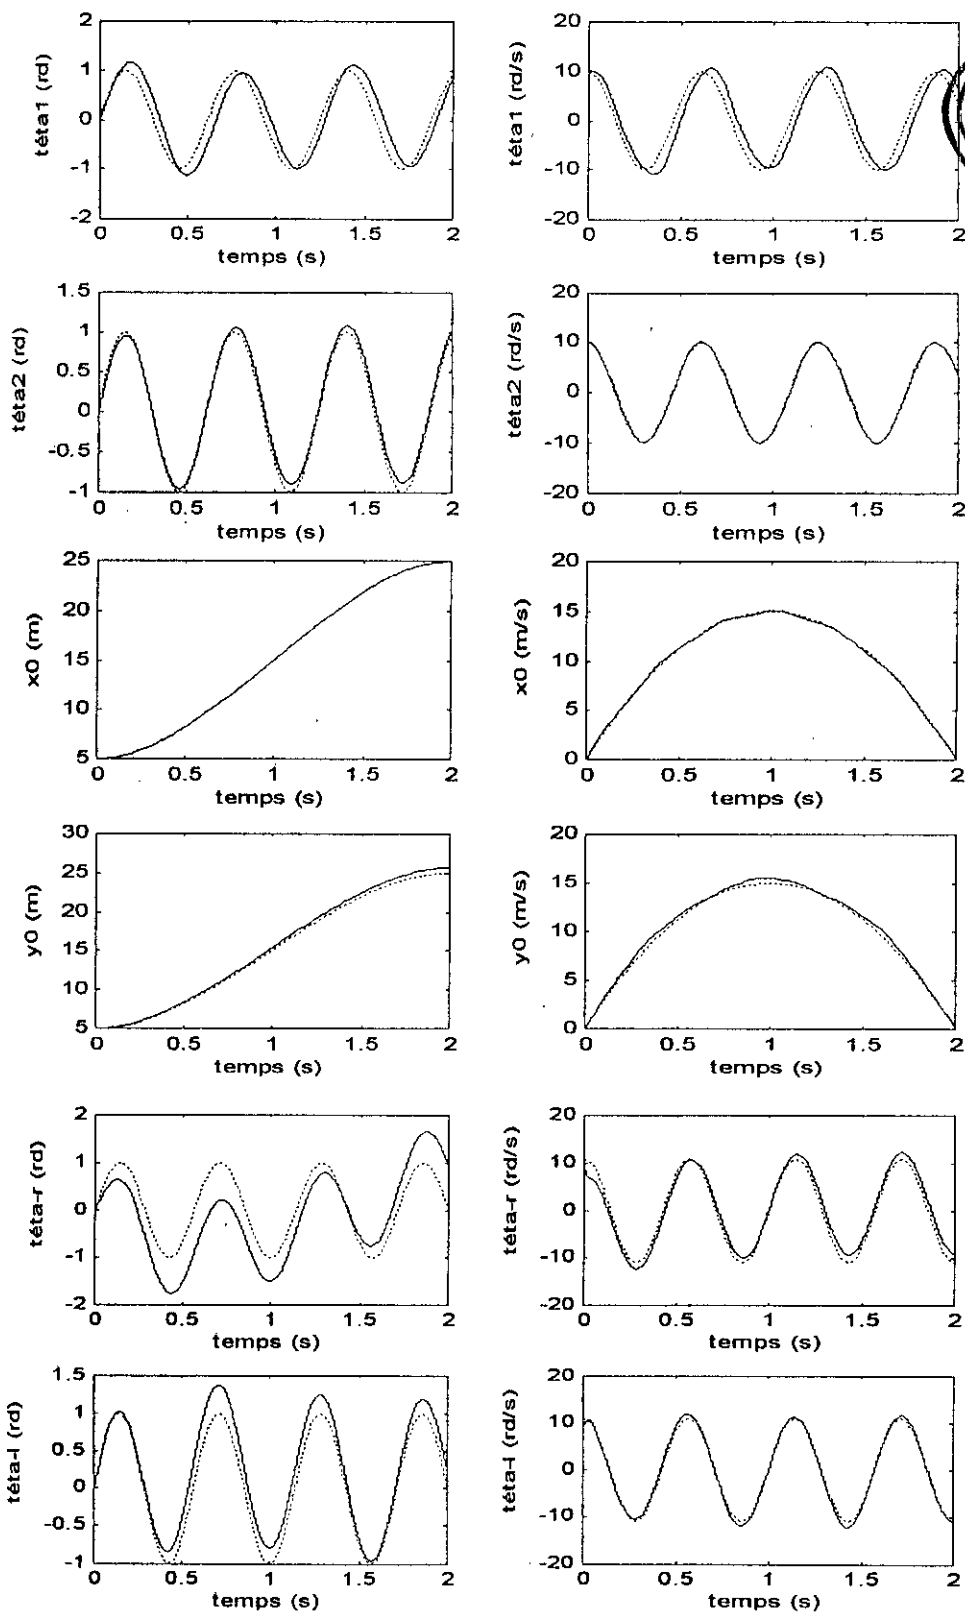 2
1
0
-1
-2
téta1 (rd)
0 0.5 1 1.5 2
temps (s)
20
10
0
-10
-20
téta1 (rd/s)
0 0.5 1 1.5 2
temps (s)
1.5
1
0.5
0
-0.5
-1
téta2 (rd)
0 0.5 1 1.5 2
temps (s)
20
10
0
-10
-20
téta2 (rd/s)
0 0.5 1 1.5 2
temps (s)
25
20
15
10
5
x0 (m)
0 0.5 1 1.5 2
temps (s)
20
15
10
5
0
x0 (m/s)
0 0.5 1 1.5 2
temps (s)
30
25
20
15
10
5
y0 (m)
0 0.5 1 1.5 2
temps (s)
20
15
10
5
0
y0 (m/s)
0 0.5 1 1.5 2
temps (s)
2
1
0
-1
-2
téta-r (rd)
0 0.5 1 1.5 2
temps (s)
20
10
0
-10
-20
téta-r (rd/s)
0 0.5 1 1.5 2
temps (s)
1.5
1
0.5
0
-0.5
-1
téta-l (rd)
0 0.5 1 1.5 2
temps (s)
20
10
0
-10
-20
téta-l (rd/s)
0 0.5 1 1.5 2
temps (s)